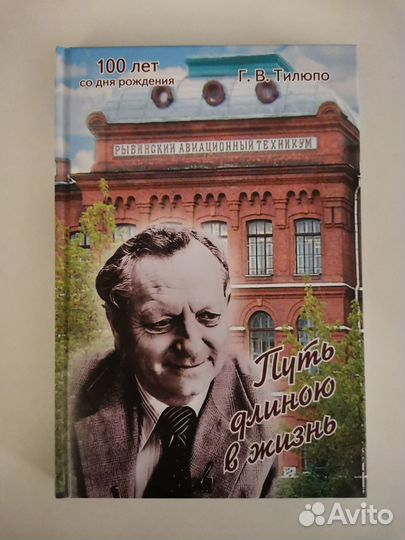 100 лет
со дня рождения
Г. В. Тилюпо
РЫБИНСКИЙ АВИАЦИОННЫЙ ТЕХНИКУМ
Путь
длиною
в жизнь
Avito